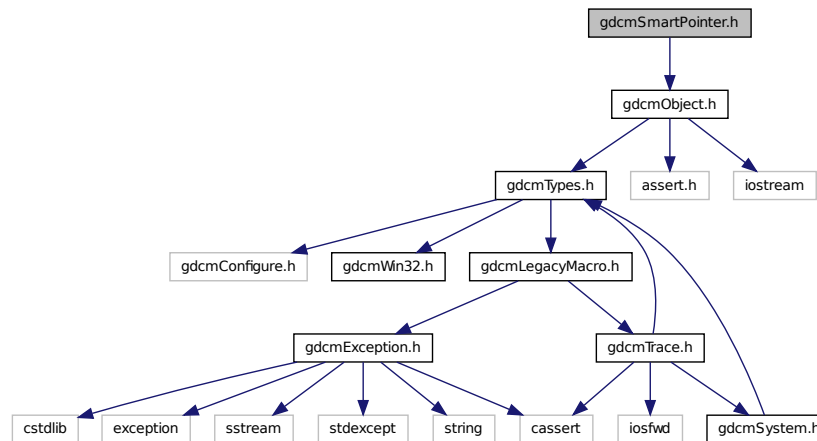 gdcmSmartPointer.h
gdcmObject.h
gdcmTypes.h
assert.h
iostream
gdcmConfigure.h
gdcmWin32.h
gdcmLegacyMacro.h
gdcmException.h
gdcmTrace.h
cstdlib
exception
sstream
stdexcept
string
cassert
iosfwd
gdcmSystem.h